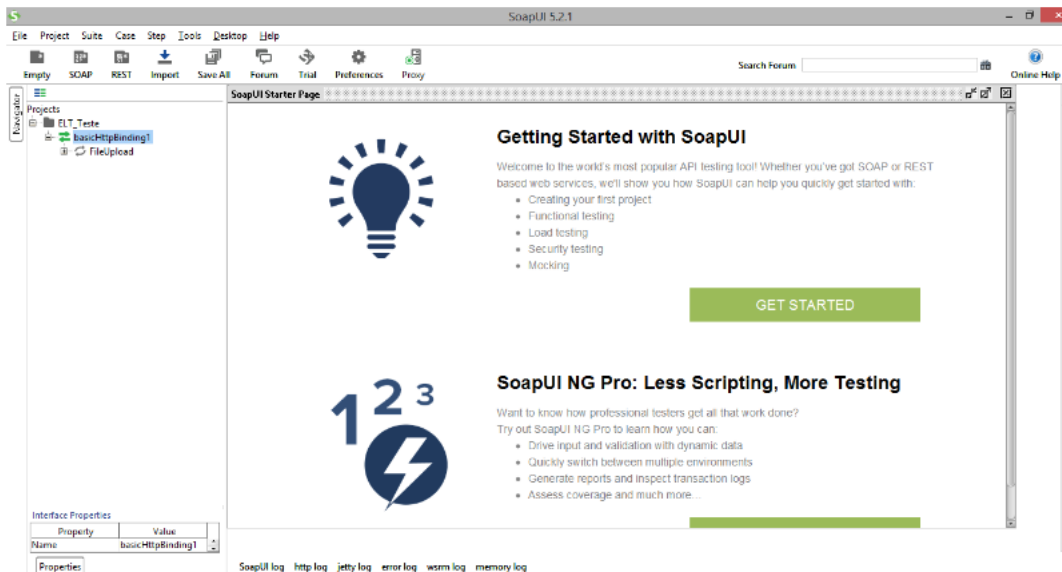 SoapUI 5.2.1
File Project Suite Case Step Tools Desktop Help
Empty SOAP REST Import Save All Forum Trial Preferences Proxy
Search Forum
Online Help
Navigator
SoapUI Starter Page
Projects
ELT_Teste
basicHttpBinding1
FileUpload
Getting Started with SoapUI
Welcome to the world's most popular API testing tool! Whether you've got SOAP or REST
based web services, we'll show you how SoapUI can help you quickly get started with:
Creating your first project
Functional testing
Load testing
Security testing
Mocking
GET STARTED
1 2 3
SoapUI NG Pro: Less Scripting, More Testing
Want to know how professional testers get all that work done?
Try out SoapUI NG Pro to learn how you can:
Drive input and validation with dynamic data
Quickly switch between multiple environments
Generate reports and inspect transaction logs
Assess coverage and much more...
Interface Properties
Property Value
Name basicHttpBinding1
Properties
SoapUI log http log jetty log error log wsrm log memory log